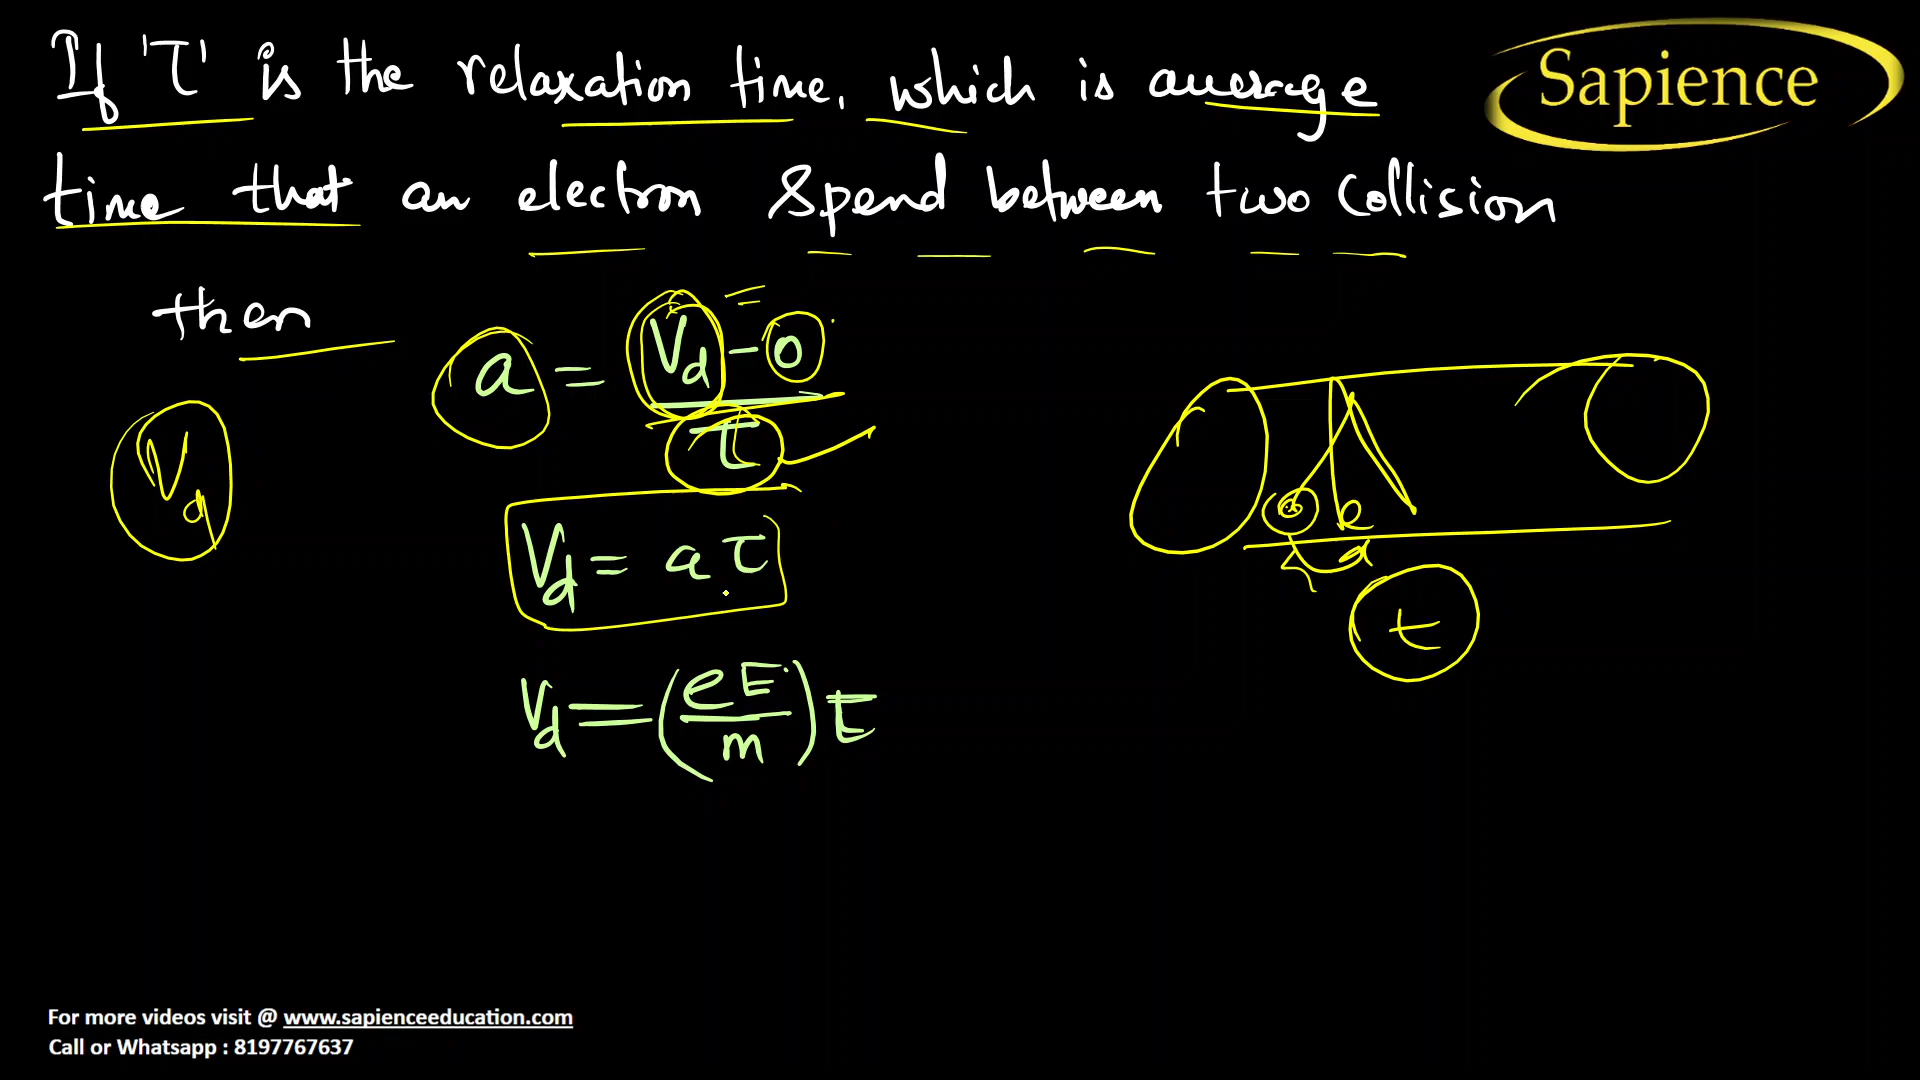 If 'τ' is the relaxation time, which is average
Sapience
time that an electron spend between two collision
then
a = (Vd - 0) / τ
Vd
Vd = aτ
e
d
t
Vd = (eE/m) τ
For more videos visit @ www.sapienceeducation.com
Call or Whatsapp : 8197767637